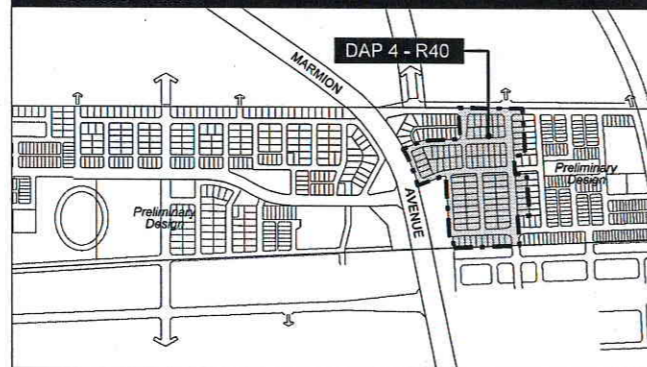 MARMION
DAP 4 - R40
AVENUE
Preliminary
Design
Preliminary
Design